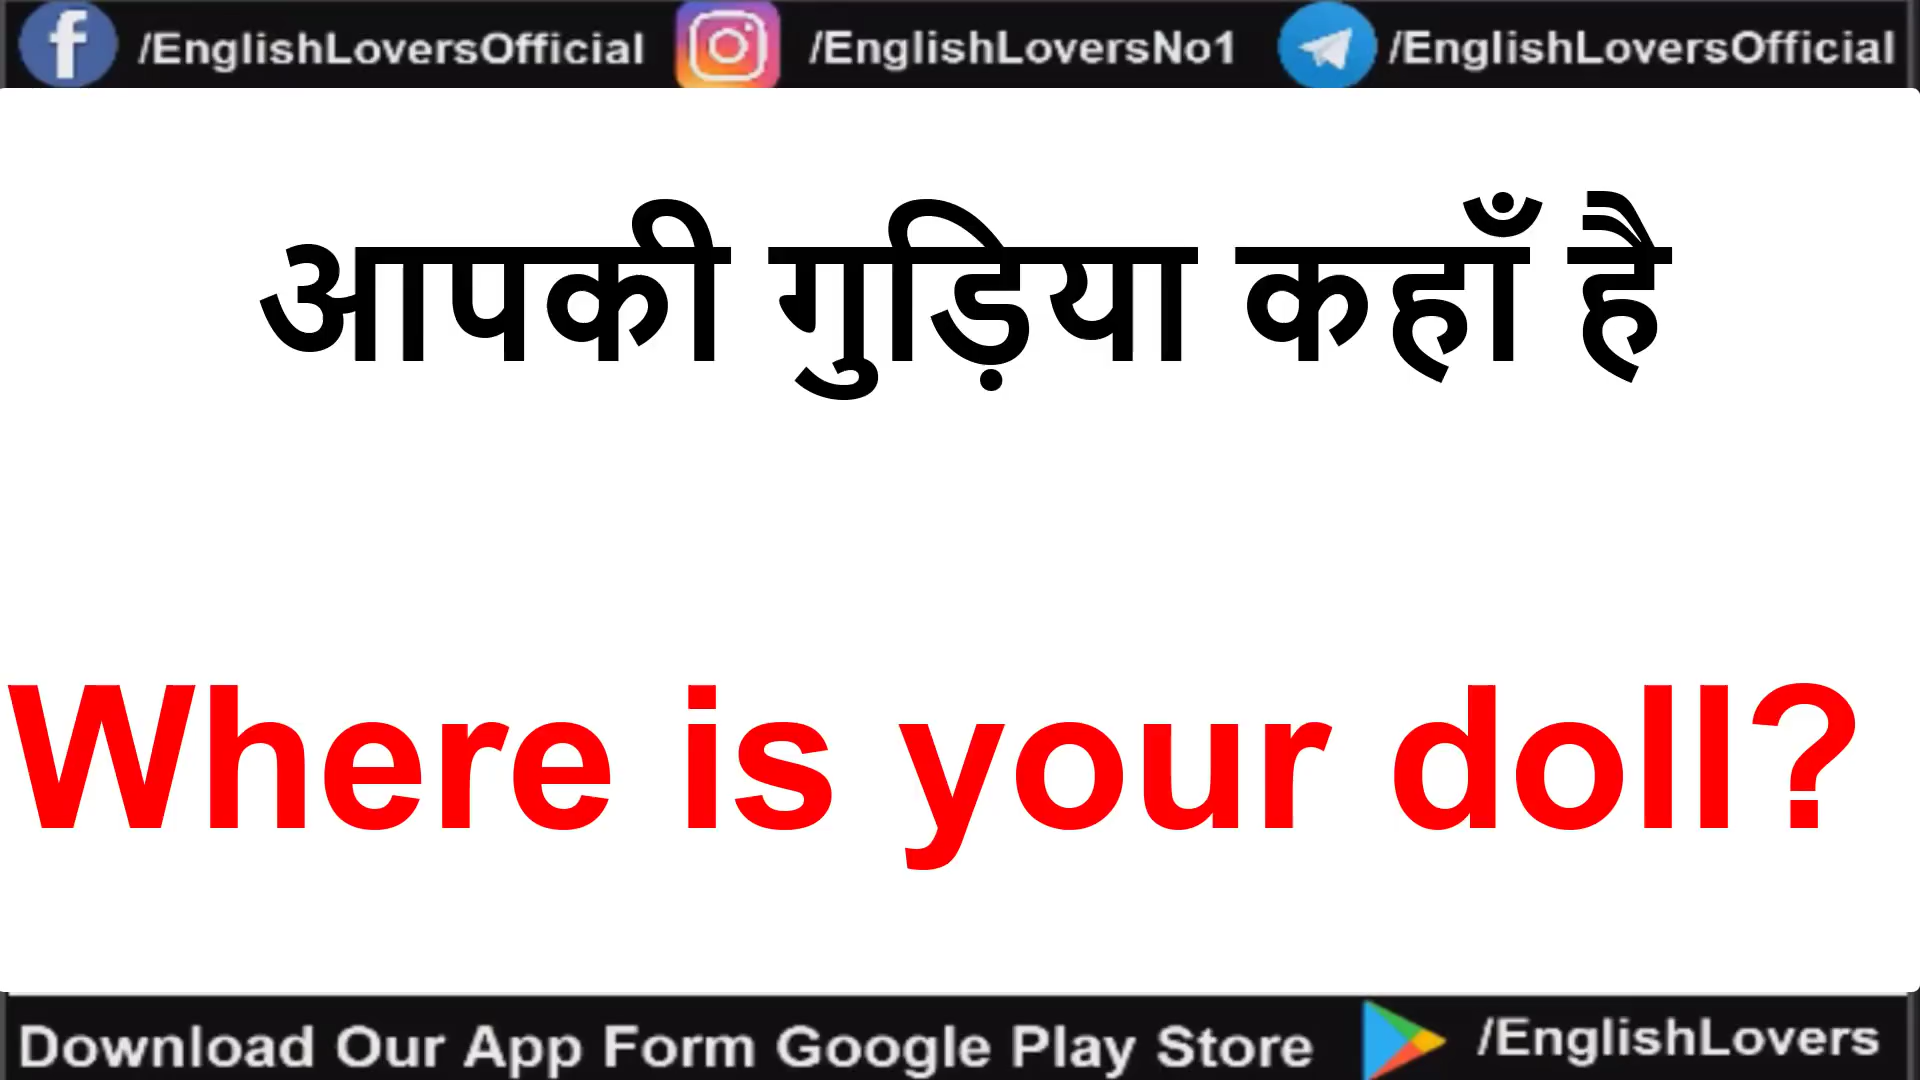 /EnglishLoversOfficial /EnglishLoversNo1 /EnglishLoversOfficial
आपकी गुड़िया कहाँ है
Where is your doll?
Download Our App Form Google Play Store /EnglishLovers